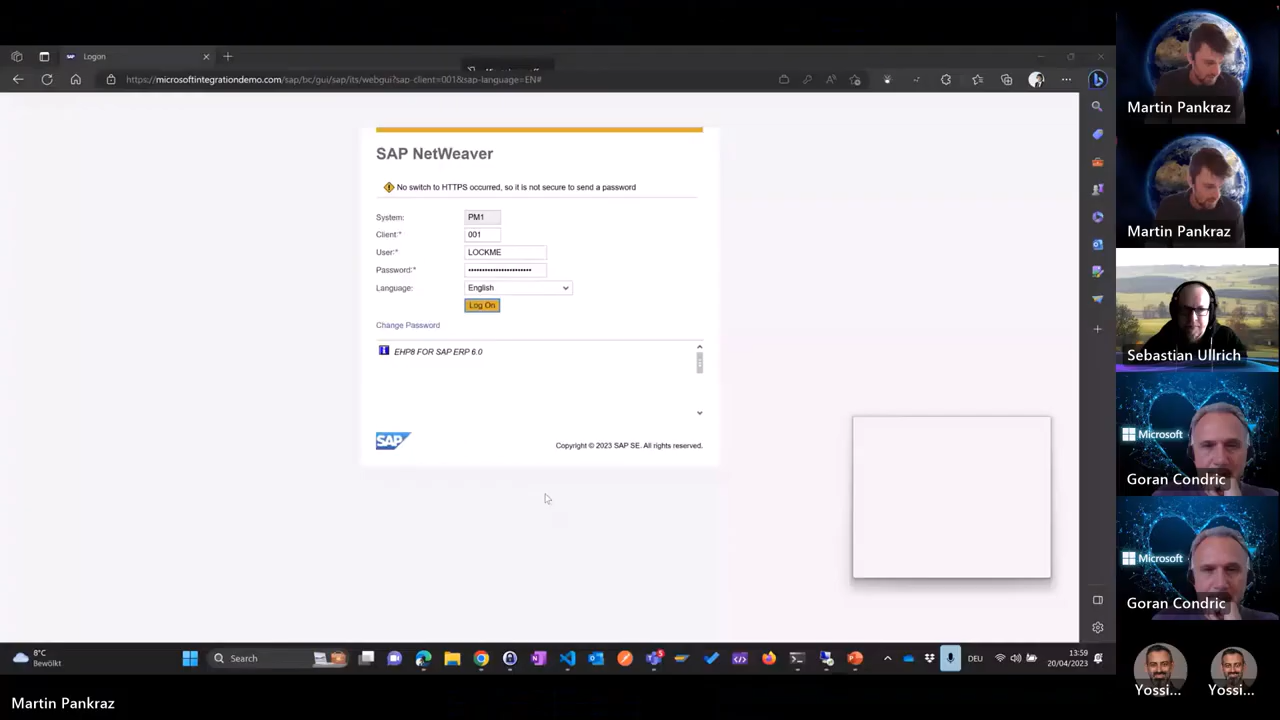 Logon
https://microsoftintegrationdemo.com/sap/bc/gui/sap/its/webgui?sap-client=001&sap-language=EN#
SAP NetWeaver
No switch to HTTPS occurred, so it is not secure to send a password
System: PM1
Client:* 001
User:* LOCKME
Password:* •••••••••••••••••••••••
Language: English
Log On
Change Password
EHP8 FOR SAP ERP 6.0
SAP
Copyright © 2023 SAP SE. All rights reserved.
8°C
Bewölkt
Search
5
DEU
13:59
20/04/2023
Martin Pankraz
Martin Pankraz
Martin Pankraz
Sebastian Ullrich
Microsoft
Goran Condric
Microsoft
Goran Condric
Yossi...
Yossi...